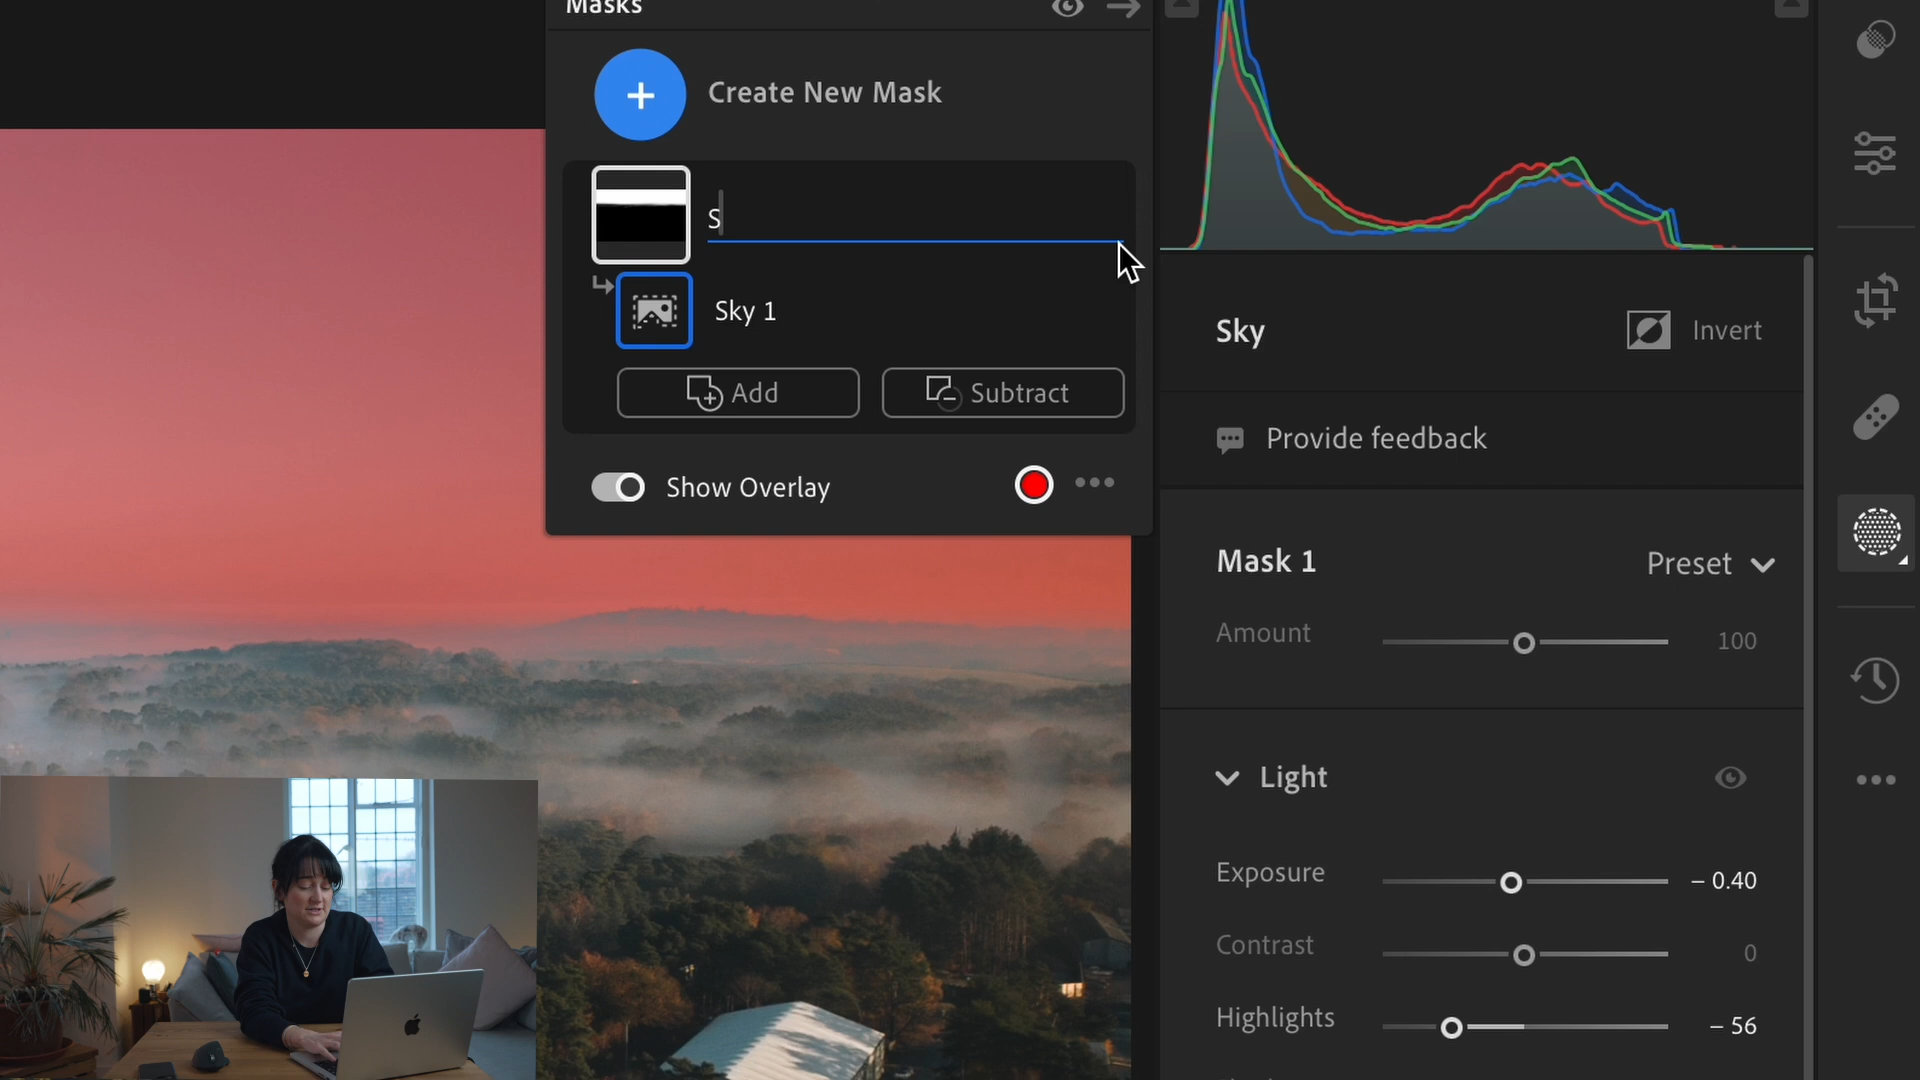 Masks
Create New Mask
S
Sky 1
Add
Subtract
Show Overlay
Sky
Invert
Provide feedback
Mask 1
Preset
Amount
100
Light
Exposure
– 0.40
Contrast
0
Highlights
– 56